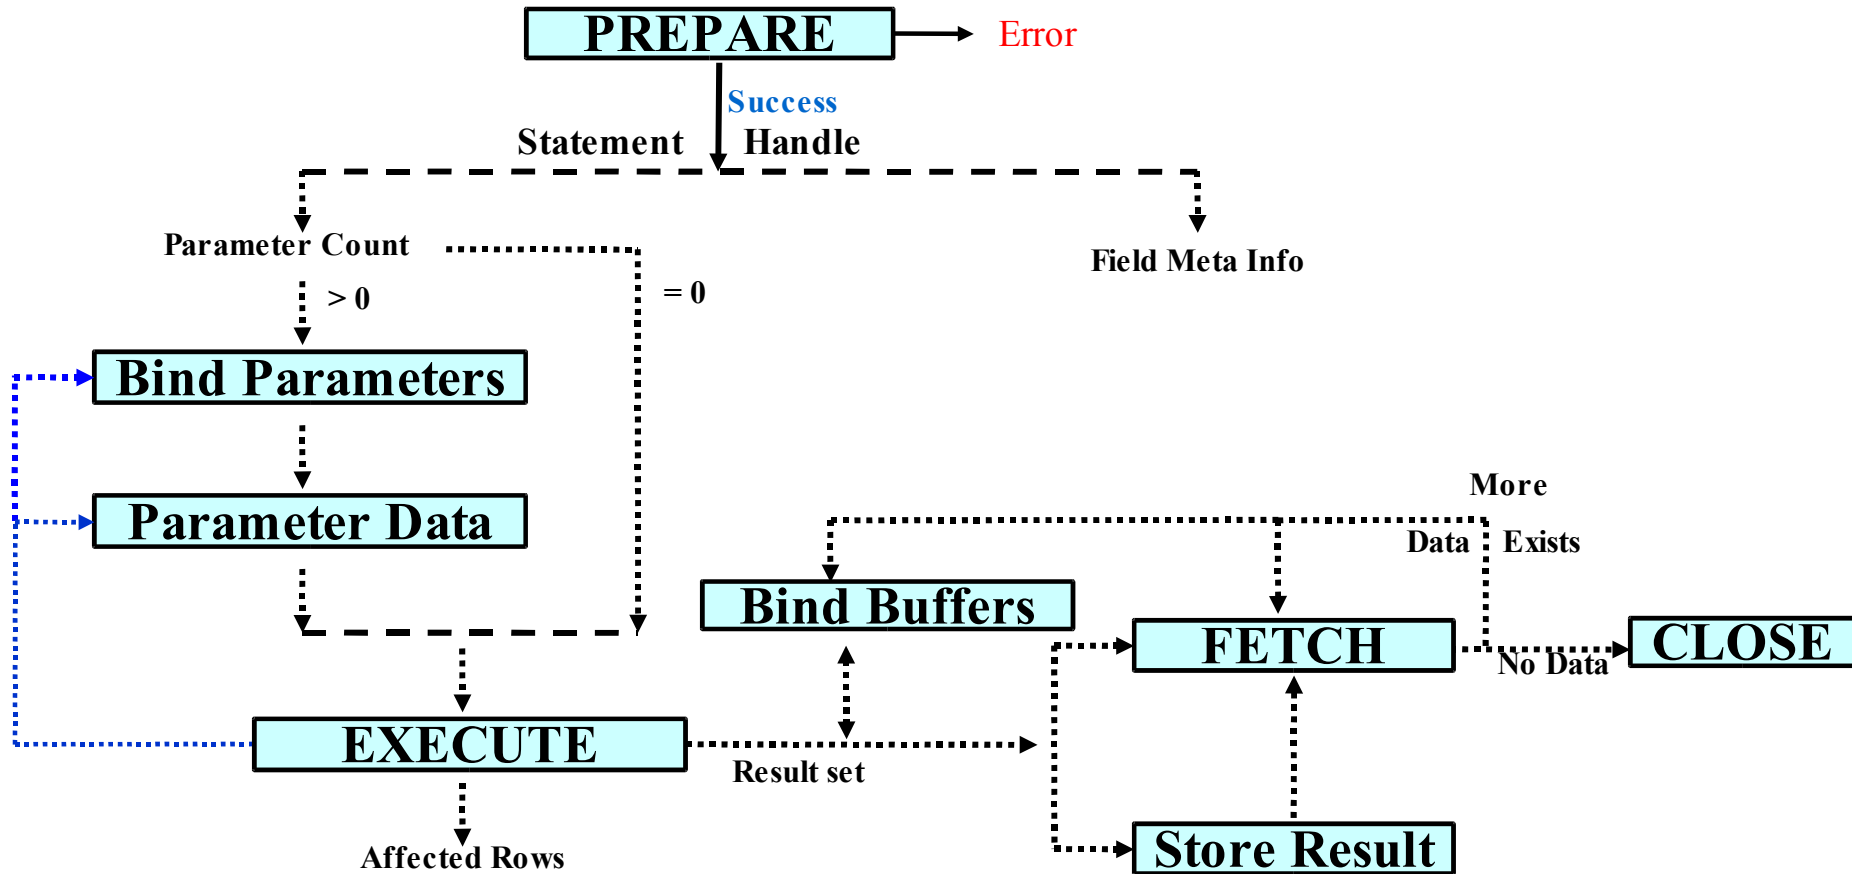 PREPARE
Error
Success
Statement Handle
Parameter Count
Field Meta Info
> 0
= 0
Bind Parameters
More
Parameter Data
Data Exists
Bind Buffers
FETCH
CLOSE
No Data
EXECUTE
Result set
Store Result
Affected Rows